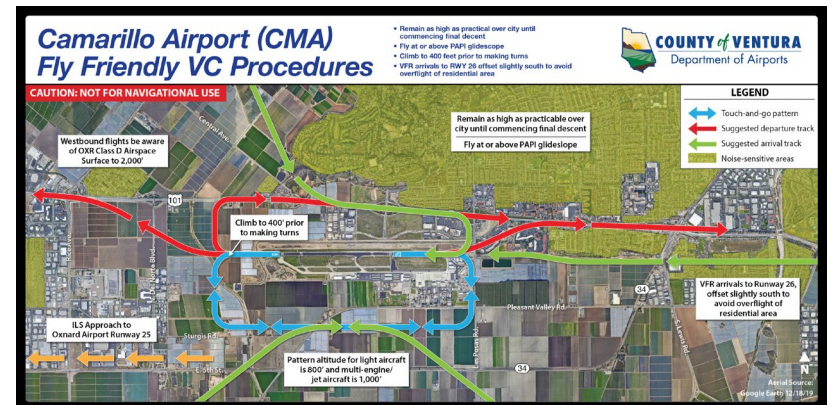 Camarillo Airport (CMA)
Fly Friendly VC Procedures
• Remain as high as practical over city until
commencing final decent
• Fly at or above PAPI glidescope
• Climb to 400 feet prior to making turns
• VFR arrivals to RWY 26 offset slightly south to avoid
overflight of residential area
COUNTY of VENTURA
Department of Airports
CAUTION: NOT FOR NAVIGATIONAL USE
LEGEND
Touch-and-go pattern
Suggested departure track
Suggested arrival track
Noise-sensitive areas
Central Ave.
Remain as high as practicable over
city until commencing final descent
Fly at or above PAPI glideslope
Westbound flights be aware
of OXR Class D Airspace
Surface to 2,000'
101
Climb to 400' prior
to making turns
VFR arrivals to Runway 26,
offset slightly south to
avoid overflight of
residential area
34
Pleasant Valley Rd.
ILS Approach to
Oxnard Airport Runway 25
Sturgis Rd.
E. 5th St.
Pattern altitude for light aircraft
is 800' and multi-engine/
jet aircraft is 1,000'
34
S. Lewis Rd
N
Aerial Source:
Google Earth 12/18/19